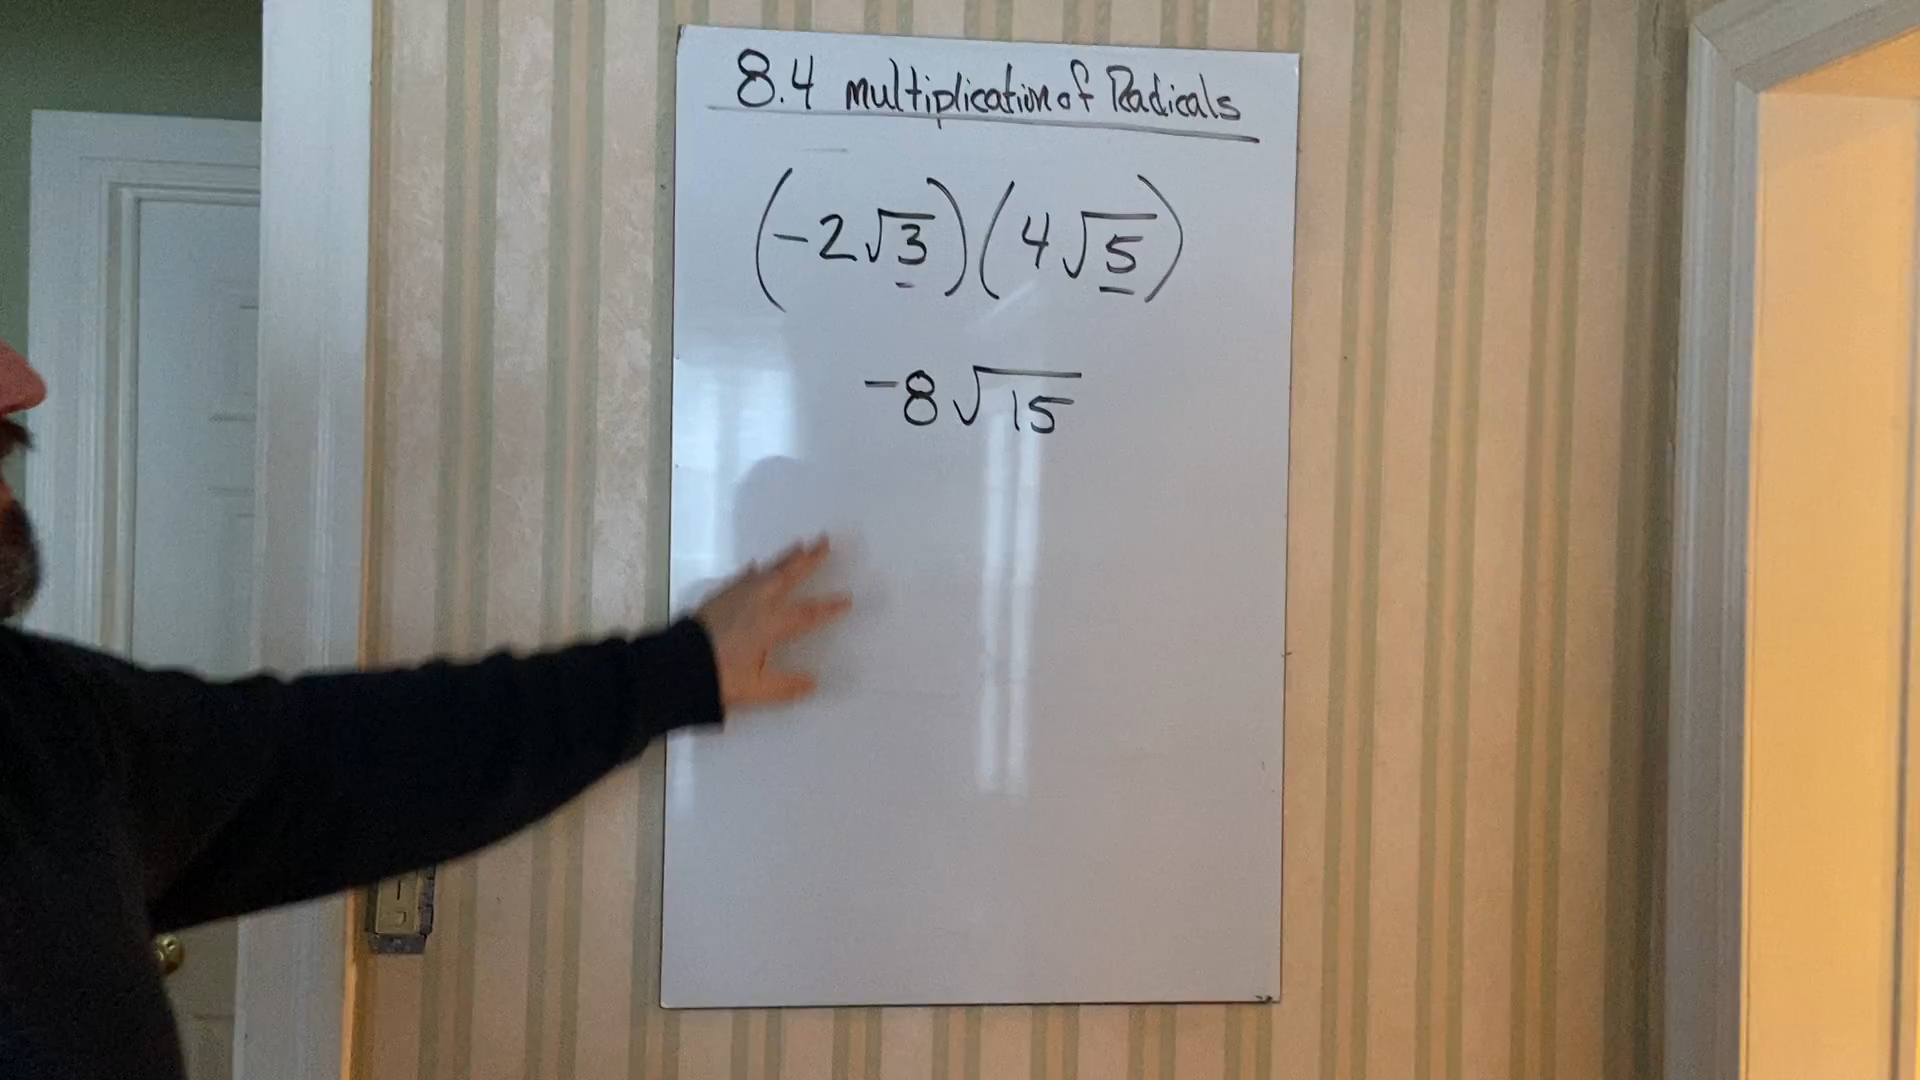 8.4 multiplication of Radicals
(-2√3)(4√5)
-8√15